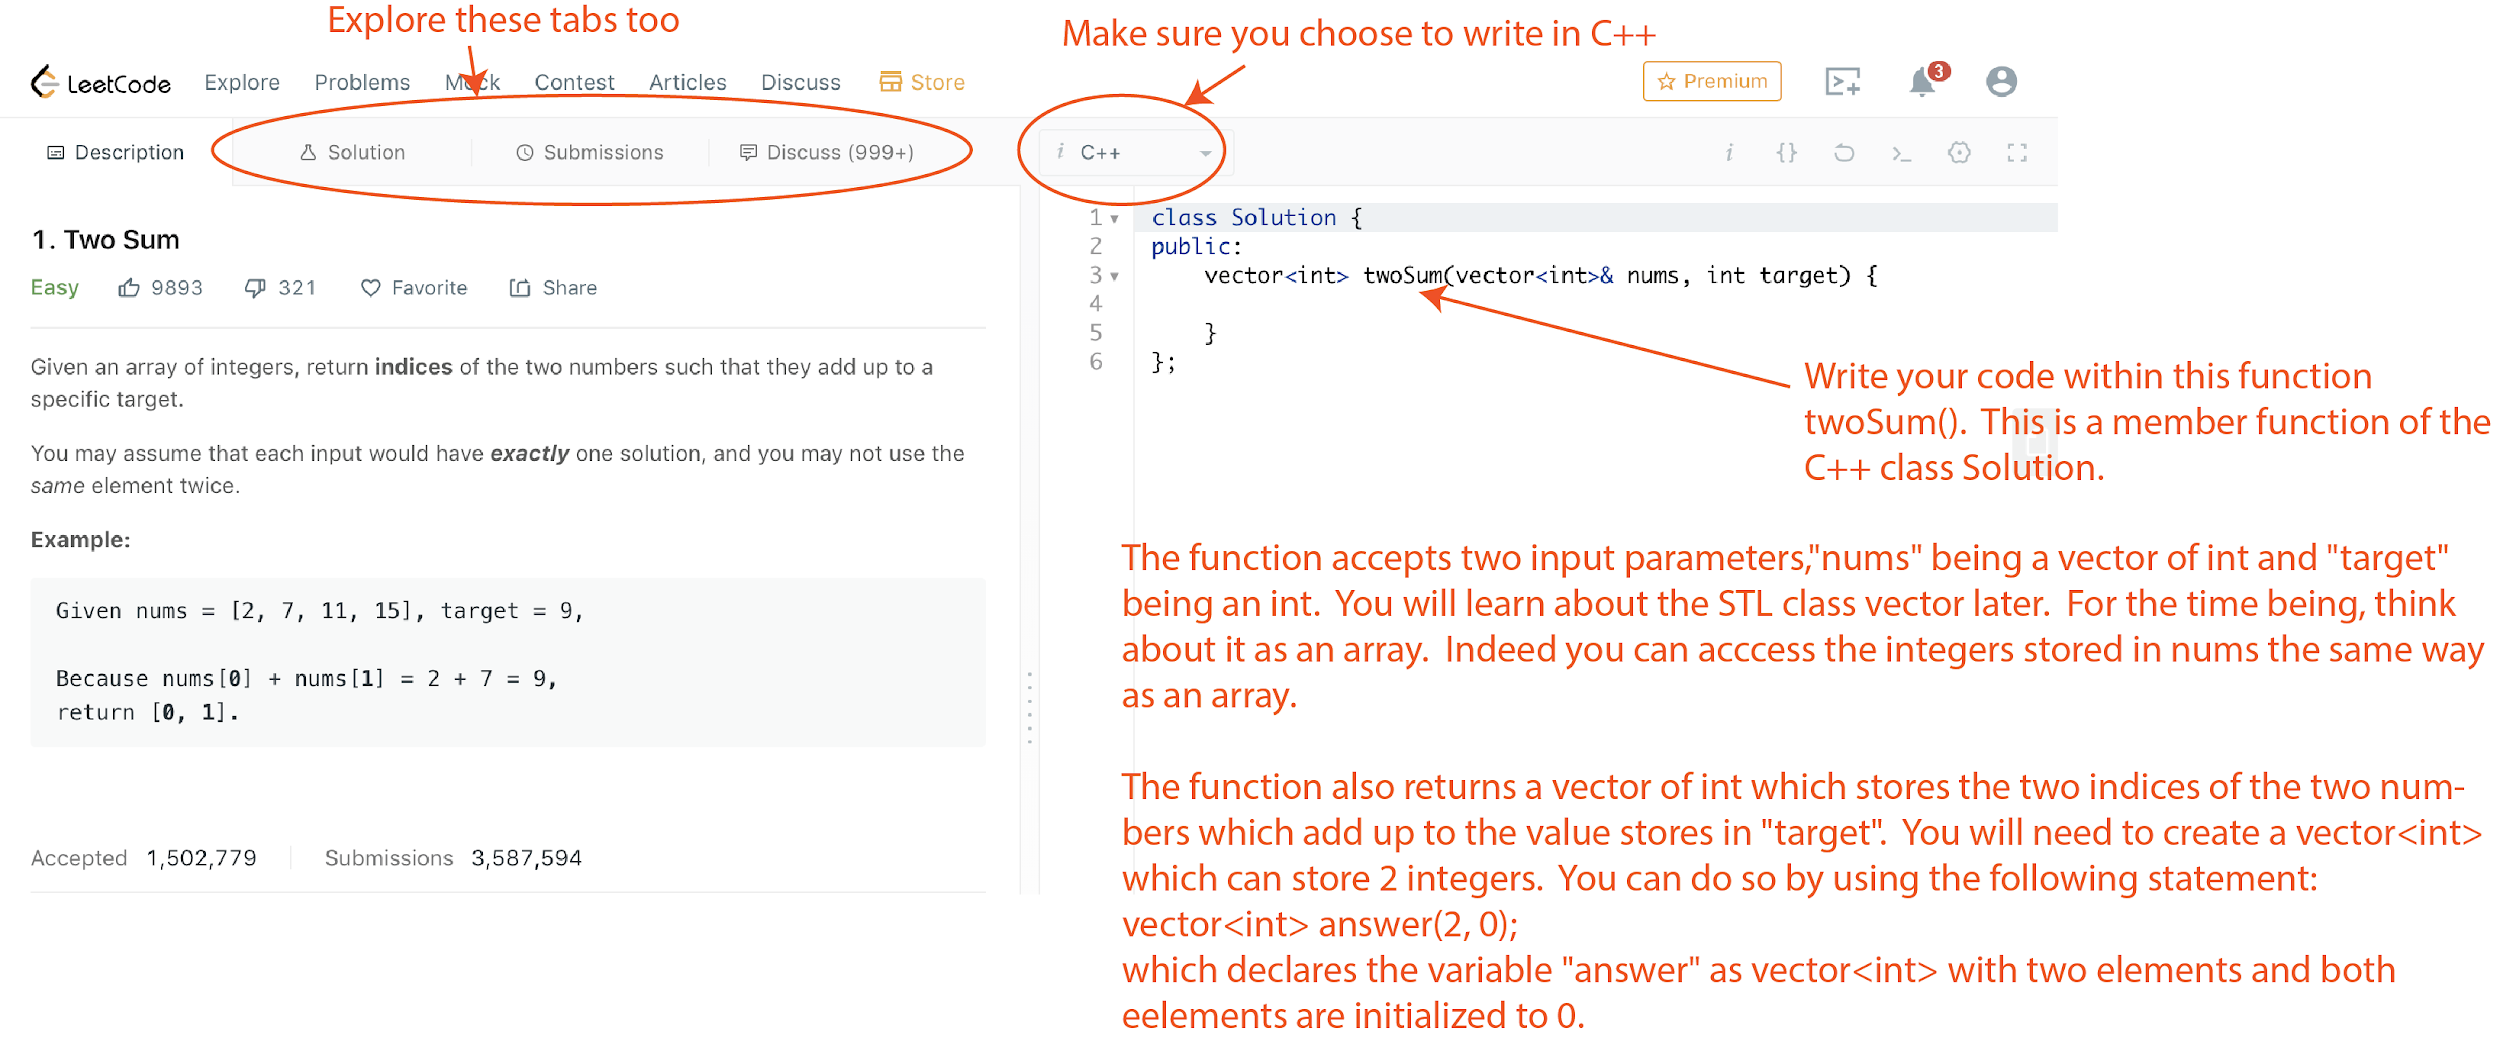 Explore these tabs too
Make sure you choose to write in C++
LeetCode Explore Problems Mock Contest Articles Discuss Store
Premium 3
Description Solution Submissions Discuss (999+)
i C++
i {}
1. Two Sum
Easy 9893 321 Favorite Share
Given an array of integers, return indices of the two numbers such that they add up to a
specific target.
You may assume that each input would have exactly one solution, and you may not use the
same element twice.
Example:
Given nums = [2, 7, 11, 15], target = 9,
Because nums[0] + nums[1] = 2 + 7 = 9,
return [0, 1].
Accepted 1,502,779 Submissions 3,587,594
1 class Solution {
2 public:
3 vector<int> twoSum(vector<int>& nums, int target) {
4
5 }
6 };
Write your code within this function
twoSum(). This is a member function of the
C++ class Solution.
The function accepts two input parameters,"nums" being a vector of int and "target"
being an int. You will learn about the STL class vector later. For the time being, think
about it as an array. Indeed you can acccess the integers stored in nums the same way
as an array.
The function also returns a vector of int which stores the two indices of the two num-
bers which add up to the value stores in "target". You will need to create a vector<int>
which can store 2 integers. You can do so by using the following statement:
vector<int> answer(2, 0);
which declares the variable "answer" as vector<int> with two elements and both
eelements are initialized to 0.